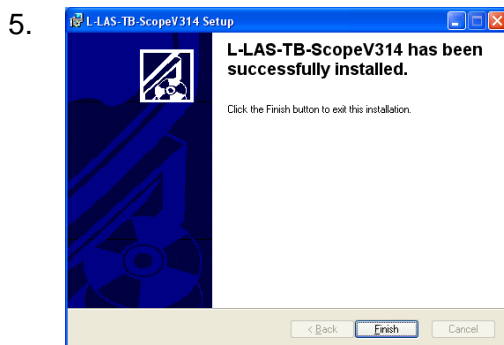 5.
L-LAS-TB-ScopeV314 Setup
L-LAS-TB-ScopeV314 has been
successfully installed.
Click the Finish button to exit this installation.
< Back Finish Cancel